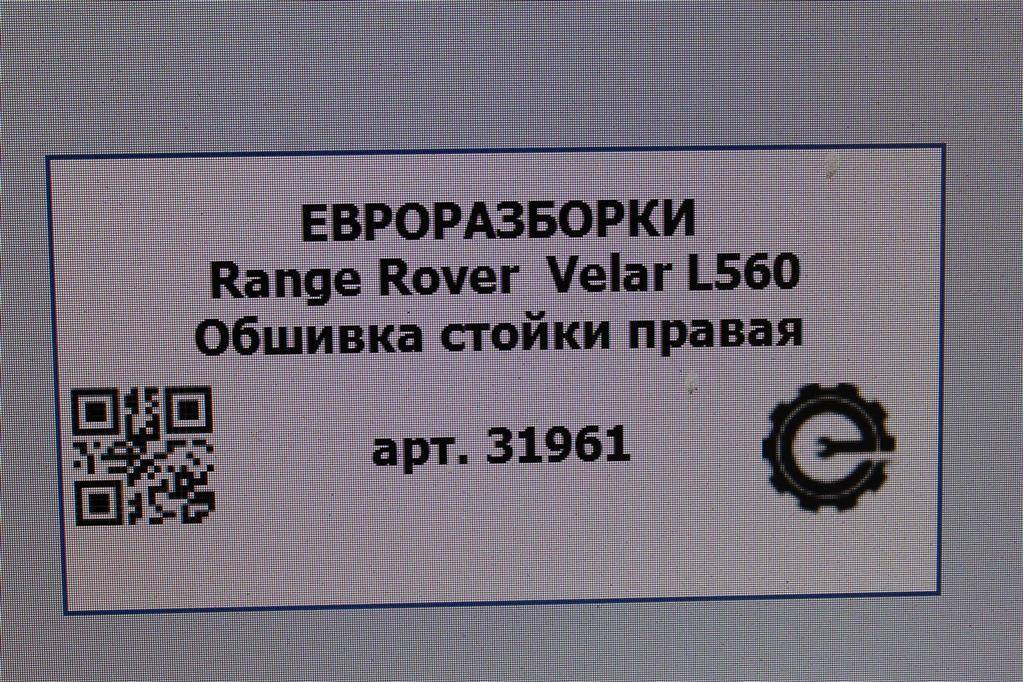 ЕВРОРАЗБОРКИ
Range Rover Velar L560
Обшивка стойки правая
арт. 31961